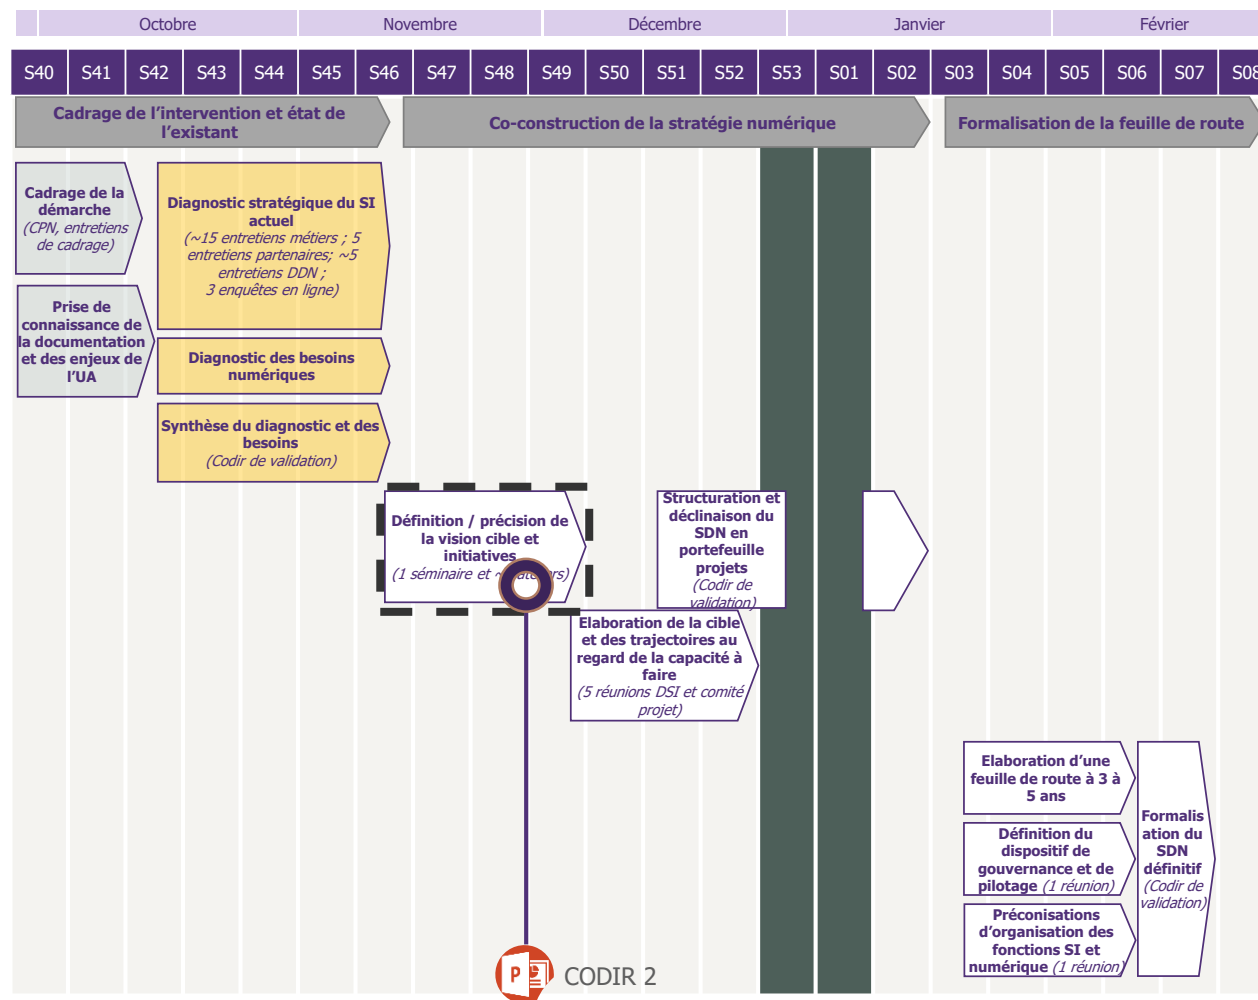 Octobre
Novembre
Décembre
Janvier
Février
S40
S41
S42
S43
S44
S45
S46
S47
S48
S49
S50
S51
S52
S53
S01
S02
S03
S04
S05
S06
S07
S08
Cadrage de l’intervention et état de
l’existant
Co-construction de la stratégie numérique
Formalisation de la feuille de route
Cadrage de la
démarche
(CPN, entretiens
de cadrage)
Diagnostic stratégique du SI
actuel
(~15 entretiens métiers ; 5
entretiens partenaires; ~5
entretiens DDN ;
3 enquêtes en ligne)
Prise de
connaissance de
la documentation
et des enjeux de
l’UA
Diagnostic des besoins
numériques
Synthèse du diagnostic et des
besoins
(Codir de validation)
Définition / précision de
la vision cible et
initiatives
(1 séminaire et
Structuration et
déclinaison du
SDN en
portefeuille
projets
(Codir de
validation)
Elaboration de la cible
et des trajectoires au
regard de la capacité à
faire
(5 réunions DSI et comité
projet)
Elaboration d’une
feuille de route à 3 à
5 ans
Définition du
dispositif de
gouvernance et de
pilotage (1 réunion)
Préconisations
d’organisation des
fonctions SI et
numérique (1 réunion)
Formalis
ation du
SDN
définitif
(Codir de
validation)
P
CODIR 2